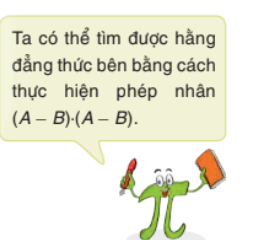 Ta có thể tìm được hằng
đẳng thức bên bằng cách
thực hiện phép nhân
(A – B)·(A – B).